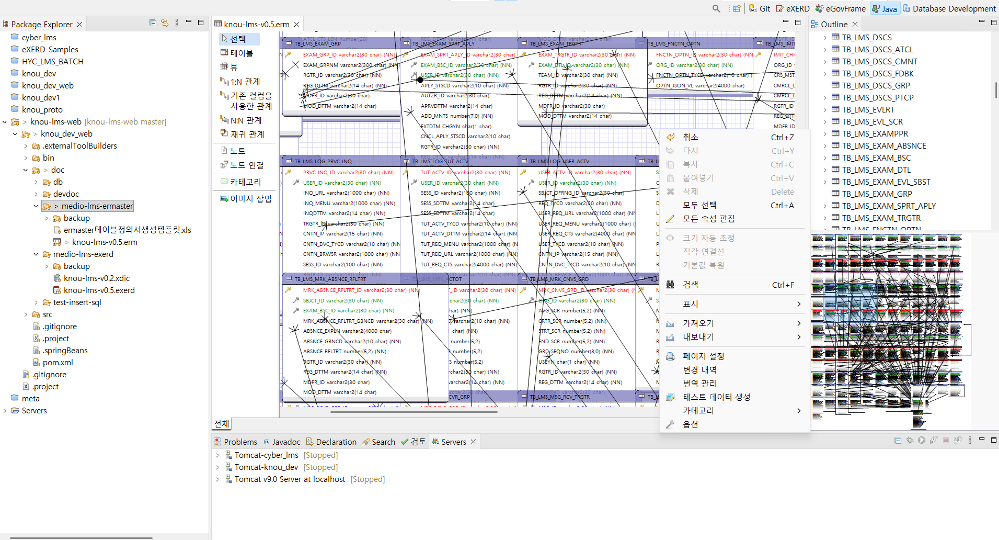 Git
eXERD
eGovFrame
Java
Database Development
Package Explorer
cyber_lms
eXERD-Samples
HYC_LMS_BATCH
knou_dev
knou_dev_web
knou_dev1
knou_proto
> knou-lms-web [knou-lms-web master]
> knou_dev_web
.externalToolBuilders
bin
> doc
db
devdoc
> medio-lms-ermaster
backup
ermaster테이블정의서생성템플릿.xls
> knou-lms-v0.5.erm
medio-lms-exerd
backup
knou-lms-v0.2.xdic
knou-lms-v0.5.exerd
test-insert-sql
src
.gitignore
.project
.springBeans
pom.xml
.gitignore
.project
meta
Servers
knou-lms-v0.5.erm
선택
테이블
뷰
1:N 관계
기존 컬럼을
사용한 관계
N:N 관계
재귀 관계
노트
노트 연결
카테고리
이미지 삽입
TB_LMS_EXAM_GRP
EXAM_GRP_ID varchar2(30 char) (NN)
EXAM_GRPNM varchar2(300 char) (NN)
RGTR_ID varchar2(30 char) (NN)
REG_DTTM varchar2(14 char) (NN)
MDFR_ID varchar2(30 char)
MOD_DTTM varchar2(14 char)
TB_LMS_EXAM_SPRT_APLY
EXAM_SPRT_APLY_ID varchar2(30 char) (NN)
EXAM_BSC_ID varchar2(30 char) (NN)
USER_ID varchar2(30 char) (NN)
APLY_STSCD varchar2(10 char) (NN)
AUTZR_ID varchar2(30 char)
APRVDTTM varchar2(14 char)
ADD_MNTS number(7,0) (NN)
EXTDTM_CHGYN char(1 char)
CNCL_APLY_STSCD varchar2(10 char)
RGTR_ID varchar2(30 char) (NN)
TB_LMS_EXAM_TRGTR
EXAM_TRGTR_ID varchar2(30 char) (NN)
EXAM_DTL_ID varchar2(30 char) (NN)
TEAM_ID varchar2(30 char) (NN)
RGTR_ID varchar2(30 char) (NN)
REG_DTTM varchar2(14 char) (NN)
MDFR_ID varchar2(30 char)
MOD_DTTM varchar2(14 char)
TB_LMS_FNCTN_OPTN
FNCTN_OPTN_ID varchar2(30 char) (NN)
ORG_ID varchar2(30 char) (NN)
FNCTN_OPTN_TYCD varchar2(10 char) (
OPTN_JSON_VL varchar2(4000 char)
TB_LMS_IMIT
IMIT_CHK
ORG_ID v
CRS_MST
CMRCL_D
CMRCL_D
RGTR_ID
REG_DTT
MDFR_ID
TB_LMS_LOG_PRVC_INQ
PRVC_INQ_ID varchar2(30 char) (NN)
USER_ID varchar2(30 char) (NN)
INQ_URL varchar2(1000 char) (NN)
INQ_MENU varchar2(1000 char) (NN)
INQDTTM varchar2(14 char) (NN)
TRGTR_ID varchar2(30 char) (NN)
CNTN_IP varchar2(15 char) (NN)
CNTN_DVC_TYCD varchar2(10 char) (NN)
CNTN_BRWSR varchar2(1000 char) (NN)
SESS_ID varchar2(100 char) (NN)
TB_LMS_LOG_TUT_ACTV
TUT_ACTV_ID varchar2(30 char) (NN)
USER_ID varchar2(30 char) (NN)
SESS_ID varchar2(100 char) (NN)
SESS_SDTTM varchar2(14 char)
SESS_EDTTM varchar2(14 char)
TUT_ACTV_TYCD varchar2(10 char) (NN)
TUT_ACTV_DTTM varchar2(14 char) (NN)
TUT_REQ_MENU varchar2(1000 char) (NN)
TUT_REQ_URL varchar2(1000 char) (NN)
TUT_REQ_CTS varchar2(4000 char) (NN)
TB_LMS_LOG_USER_ACTV
USER_ACTV_ID varchar2(30 char) (NN)
USER_ID varchar2(30 char) (NN)
SBJCT_OFRNG_ID varchar2(30 char)
REQ_TYCD varchar2(30 char) (NN)
USER_REQ_URL varchar2(1000 char) (NN)
USER_REQ_MENU varchar2(1000 char) (
USER_REQ_CTS varchar2(4000 char) (NN)
USER_TYCD varchar2(10 char) (NN)
CNTN_IP varchar2(15 char) (NN)
CNTN_DVC_TYCD varchar2(10 char) (NN)
CNTN_BRWSR varchar2(1000 char) (NN)
TB_LMS_MRK_ABSNCE_RFLTRT
MRK_ABSNCE_RFLTRT_ID varchar2(30 char) (NN)
SBJCT_ID varchar2(30 char) (NN)
EXAM_BSC_ID varchar2(30 char) (NN)
MRK_ABSNCE_RFLTRT_GBNCD varchar2(30 char) (NN)
ABSNCE_EXPLN varchar2(4000 char)
ABSNCE_GBNCD varchar2(10 char) (NN)
ABSNCE_RFLTRT number(5,2) (NN)
RGTR_ID varchar2(30 char) (NN)
REG_DTTM varchar2(14 char) (NN)
MDFR_ID varchar2(30 char)
MOD_DTTM varchar2(14 char)
TB_LMS_MRK_ACTOT
TB_LMS_MRK_CNVS_GRD
MRK_CNVS_GRD_ID varchar2(30 char) (NN)
ORG_ID varchar2(30 char) (NN)
AVG_SCR number(5,2) (NN)
CRTR_SCR number(5,2) (NN)
STRT_SCR number(5,2) (NN)
END_SCR number(5,2) (NN)
GRD_SEQNO number(3,0) (NN)
USEYN char(1 char) (NN)
RGTR_ID varchar2(30 char) (NN)
REG_DTTM varchar2(14 char) (NN)
TB_LMS_MSG_RCV_TRGTR
전체
취소 Ctrl+Z
다시 Ctrl+Y
복사 Ctrl+C
붙여넣기 Ctrl+V
삭제 Delete
모두 선택 Ctrl+A
모든 속성 편집
크기 자동 조정
직각 연결선
기본값 복원
검색 Ctrl+F
표시
가져오기
내보내기
페이지 설정
변경 내역
번역 관리
테스트 데이터 생성
카테고리
옵션
Outline
TB_LMS_DSCS
TB_LMS_DSCS_ATCL
TB_LMS_DSCS_CMNT
TB_LMS_DSCS_FDBK
TB_LMS_DSCS_GRP
TB_LMS_DSCS_PTCP
TB_LMS_EVLRT
TB_LMS_EVL_SCR
TB_LMS_EXAMPPR
TB_LMS_EXAM_ABSNCE
TB_LMS_EXAM_BSC
TB_LMS_EXAM_DTL
TB_LMS_EXAM_EVL_SBST
TB_LMS_EXAM_GRP
TB_LMS_EXAM_SPRT_APLY
TB_LMS_EXAM_TRGTR
TB_LMS_FNCTN_OPTN
Problems
Javadoc
Declaration
Search
검토
Servers
Tomcat-cyber_lms [Stopped]
Tomcat-knou_dev [Stopped]
Tomcat v9.0 Server at localhost [Stopped]